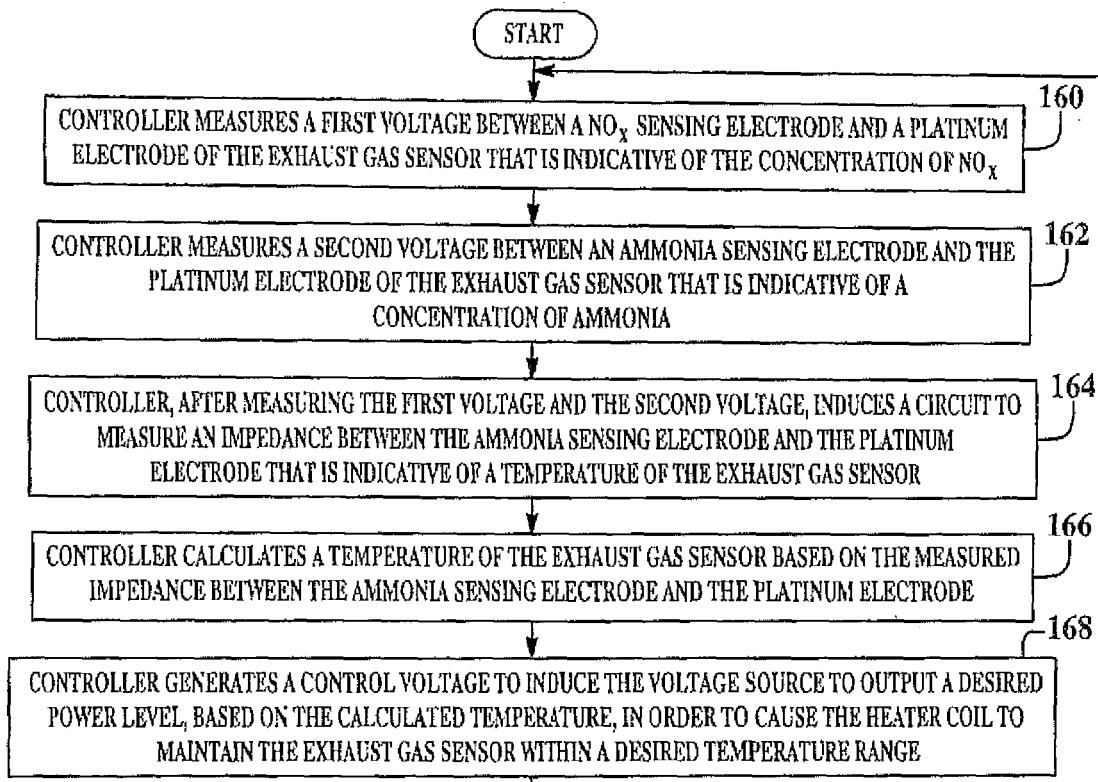 START
160
CONTROLLER MEASURES A FIRST VOLTAGE BETWEEN A NOX SENSING ELECTRODE AND A PLATINUM
ELECTRODE OF THE EXHAUST GAS SENSOR THAT IS INDICATIVE OF THE CONCENTRATION OF NOX
162
CONTROLLER MEASURES A SECOND VOLTAGE BETWEEN AN AMMONIA SENSING ELECTRODE AND THE
PLATINUM ELECTRODE OF THE EXHAUST GAS SENSOR THAT IS INDICATIVE OF A
CONCENTRATION OF AMMONIA
164
CONTROLLER, AFTER MEASURING THE FIRST VOLTAGE AND THE SECOND VOLTAGE, INDUCES A CIRCUIT TO
MEASURE AN IMPEDANCE BETWEEN THE AMMONIA SENSING ELECTRODE AND THE PLATINUM
ELECTRODE THAT IS INDICATIVE OF A TEMPERATURE OF THE EXHAUST GAS SENSOR
166
CONTROLLER CALCULATES A TEMPERATURE OF THE EXHAUST GAS SENSOR BASED ON THE MEASURED
IMPEDANCE BETWEEN THE AMMONIA SENSING ELECTRODE AND THE PLATINUM ELECTRODE
168
CONTROLLER GENERATES A CONTROL VOLTAGE TO INDUCE THE VOLTAGE SOURCE TO OUTPUT A DESIRED
POWER LEVEL, BASED ON THE CALCULATED TEMPERATURE, IN ORDER TO CAUSE THE HEATER COIL TO
MAINTAIN THE EXHAUST GAS SENSOR WITHIN A DESIRED TEMPERATURE RANGE